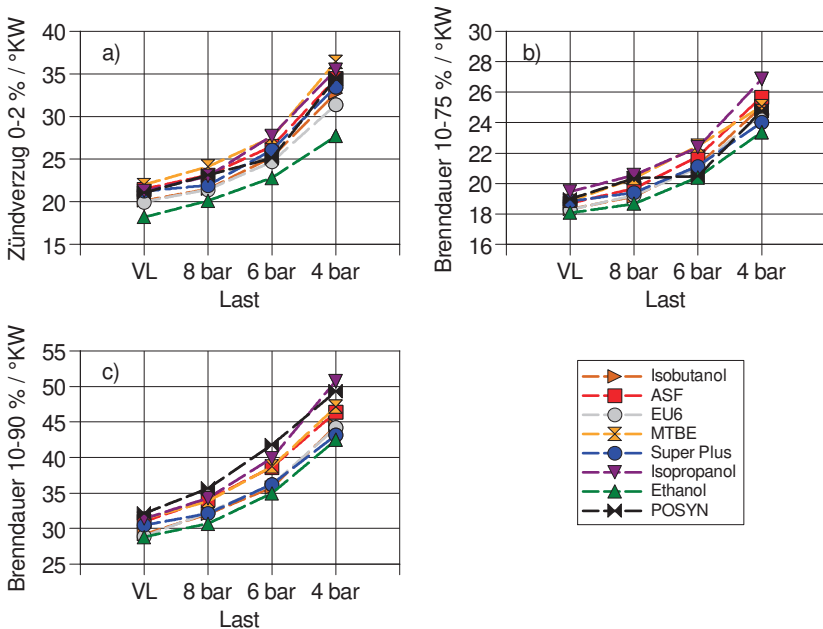 a)
Zündverzug 0-2 % / °KW
40
35
30
25
20
15
VL 8 bar 6 bar 4 bar
Last
b)
Brenndauer 10-75 % / °KW
30
28
26
24
22
20
18
16
VL 8 bar 6 bar 4 bar
Last
c)
Brenndauer 10-90 % / °KW
55
50
45
40
35
30
25
VL 8 bar 6 bar 4 bar
Last
Isobutanol
ASF
EU6
MTBE
Super Plus
Isopropanol
Ethanol
POSYN